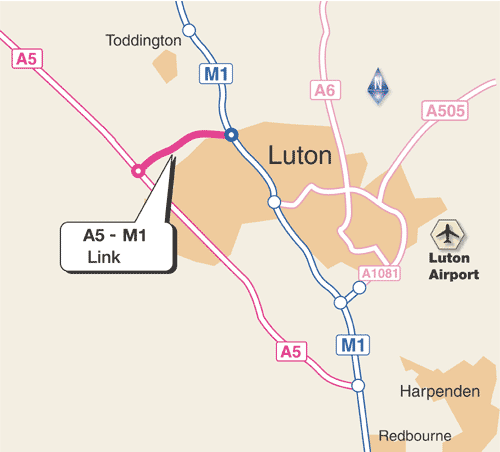 Toddington
A5
M1
A6
A505
N
Luton
A5 - M1
Link
Luton
Airport
A1081
M1
A5
Harpenden
Redbourne